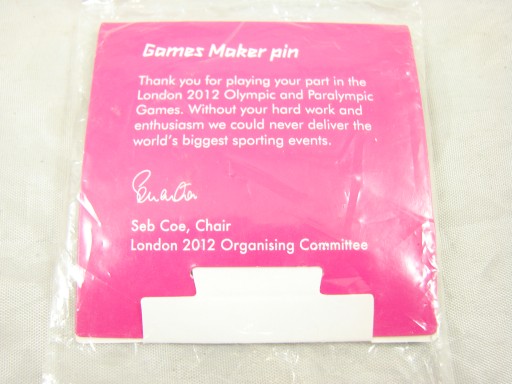 Games Maker pin
Thank you for playing your part in the
London 2012 Olympic and Paralympic
Games. Without your hard work and
enthusiasm we could never deliver the
world's biggest sporting events.
Seb Coe, Chair
London 2012 Organising Committee